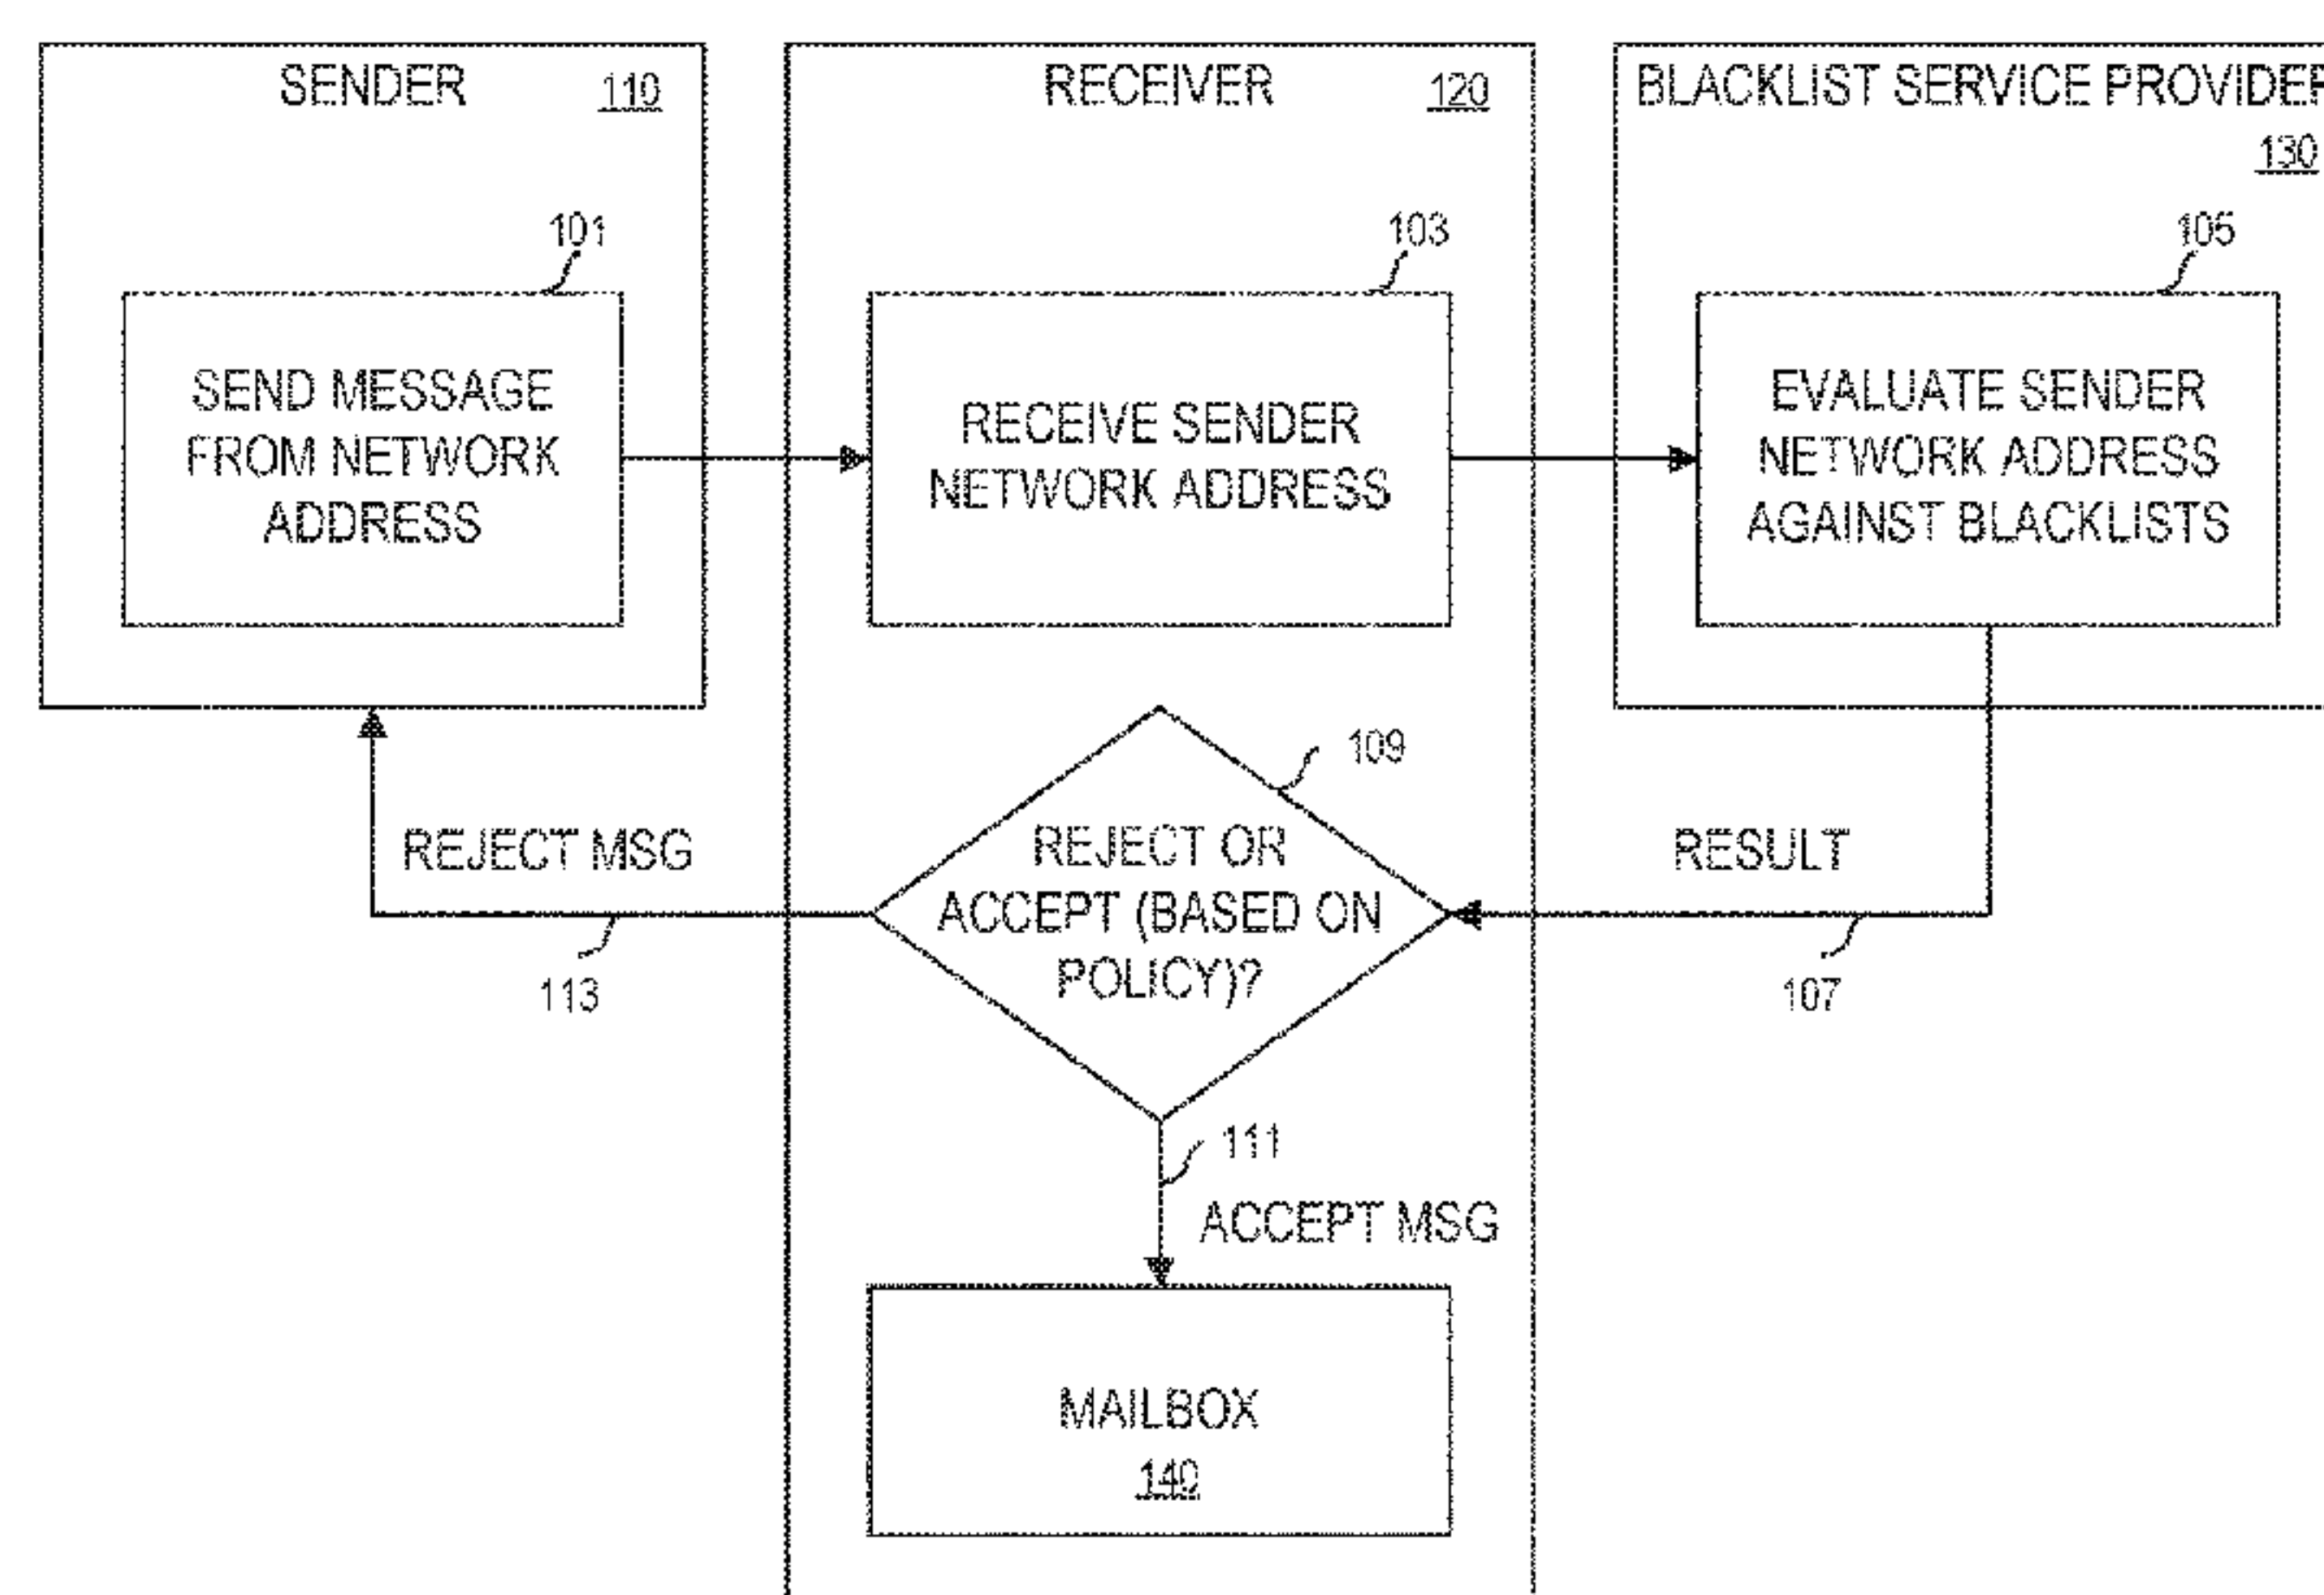 SENDER 110
101
SEND MESSAGE
FROM NETWORK
ADDRESS
RECEIVER 120
103
RECEIVE SENDER
NETWORK ADDRESS
BLACKLIST SERVICE PROVIDER
130
105
EVALUATE SENDER
NETWORK ADDRESS
AGAINST BLACKLISTS
RESULT
107
109
REJECT OR
ACCEPT (BASED ON
POLICY)?
REJECT MSG
113
111
ACCEPT MSG
MAILBOX
140